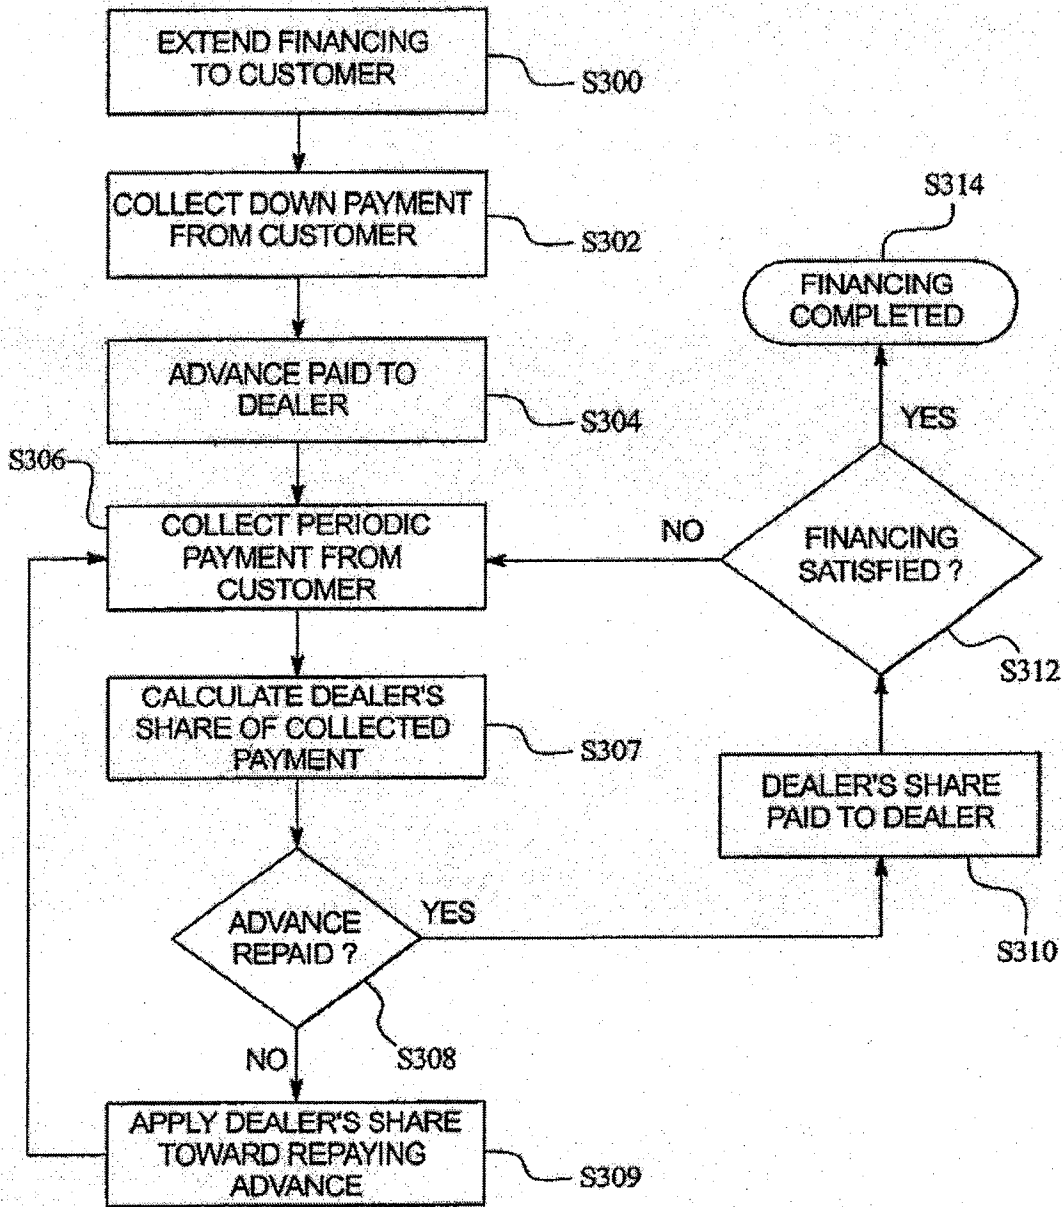 EXTEND FINANCING
TO CUSTOMER
S300
COLLECT DOWN PAYMENT
FROM CUSTOMER
S302
ADVANCE PAID TO
DEALER
S304
S306
COLLECT PERIODIC
PAYMENT FROM
CUSTOMER
CALCULATE DEALER'S
SHARE OF COLLECTED
PAYMENT
S307
ADVANCE
REPAID ?
S308
YES
NO
APPLY DEALER'S SHARE
TOWARD REPAYING
ADVANCE
S309
DEALER'S SHARE
PAID TO DEALER
S310
FINANCING
SATISFIED ?
S312
NO
YES
FINANCING
COMPLETED
S314